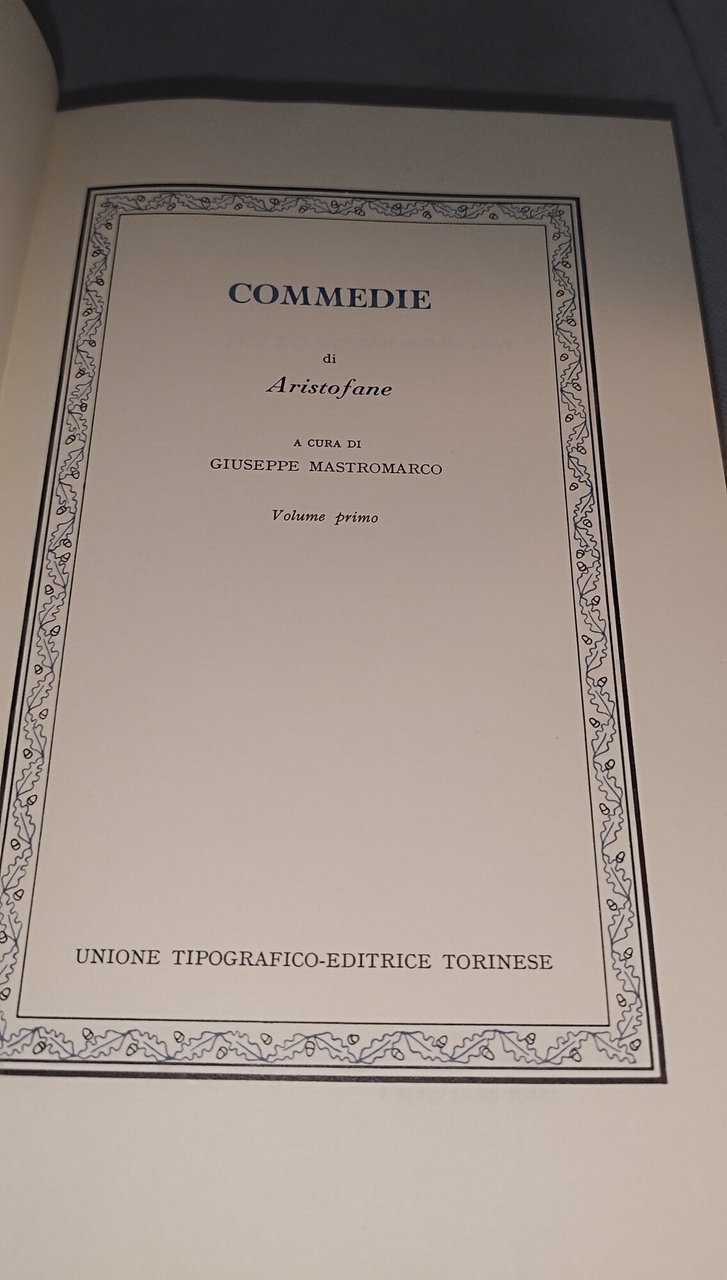 COMMEDIE
di
Aristofane
A CURA DI
GIUSEPPE MASTROMARCO
Volume primo
UNIONE TIPOGRAFICO-EDITRICE TORINESE